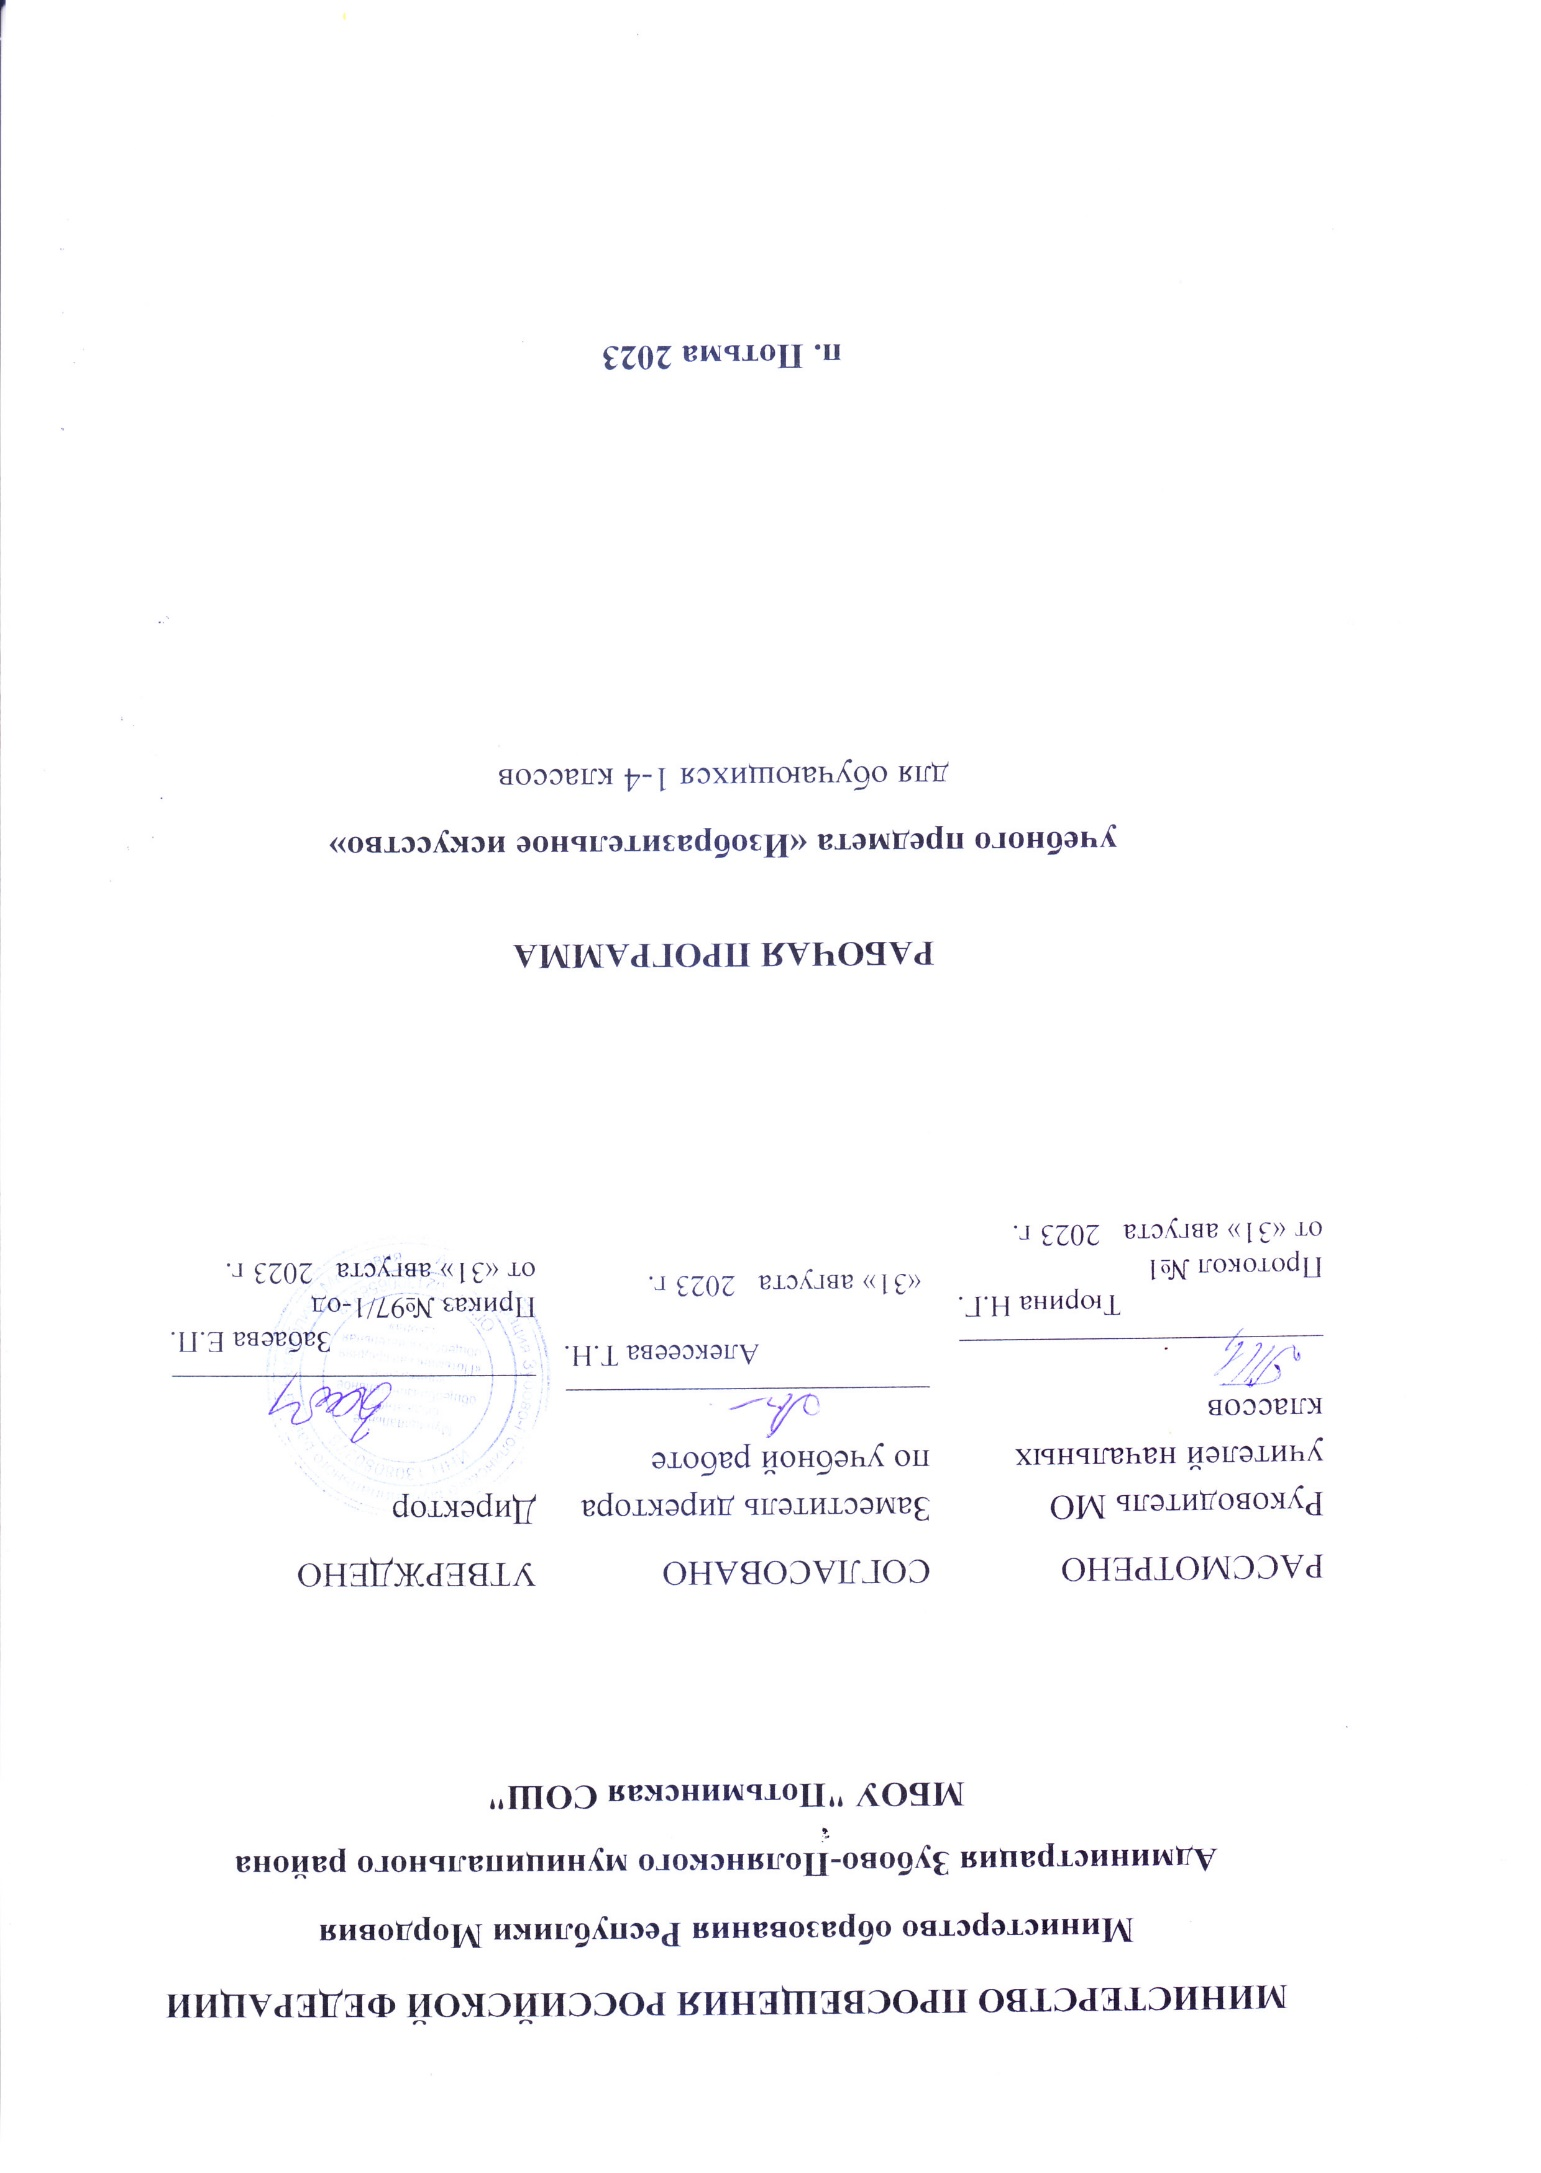 МИНИСТЕРСТВО ПРОСВЕЩЕНИЯ РОССИЙСКОЙ ФЕДЕРАЦИИ
Министерство образования Республики Мордовия
Администрация Зубово-Полянского муниципального района
МБОУ "Потьминская СОШ"
РАССМОТРЕНО
Руководитель МО
учителей начальных
классов
Тюрина Н.Г.
Протокол №1
от «31» августа 2023 г.
СОГЛАСОВАНО
Заместитель директора
по учебной работе
Алексеева Т.Н.
«31» августа 2023 г.
УТВЕРЖДЕНО
Директор
Забаева Е.П.
Приказ №97/1-од
от «31» августа 2023 г.
РАБОЧАЯ ПРОГРАММА
учебного предмета «Изобразительное искусство»
для обучающихся 1-4 классов
п. Потьма 2023